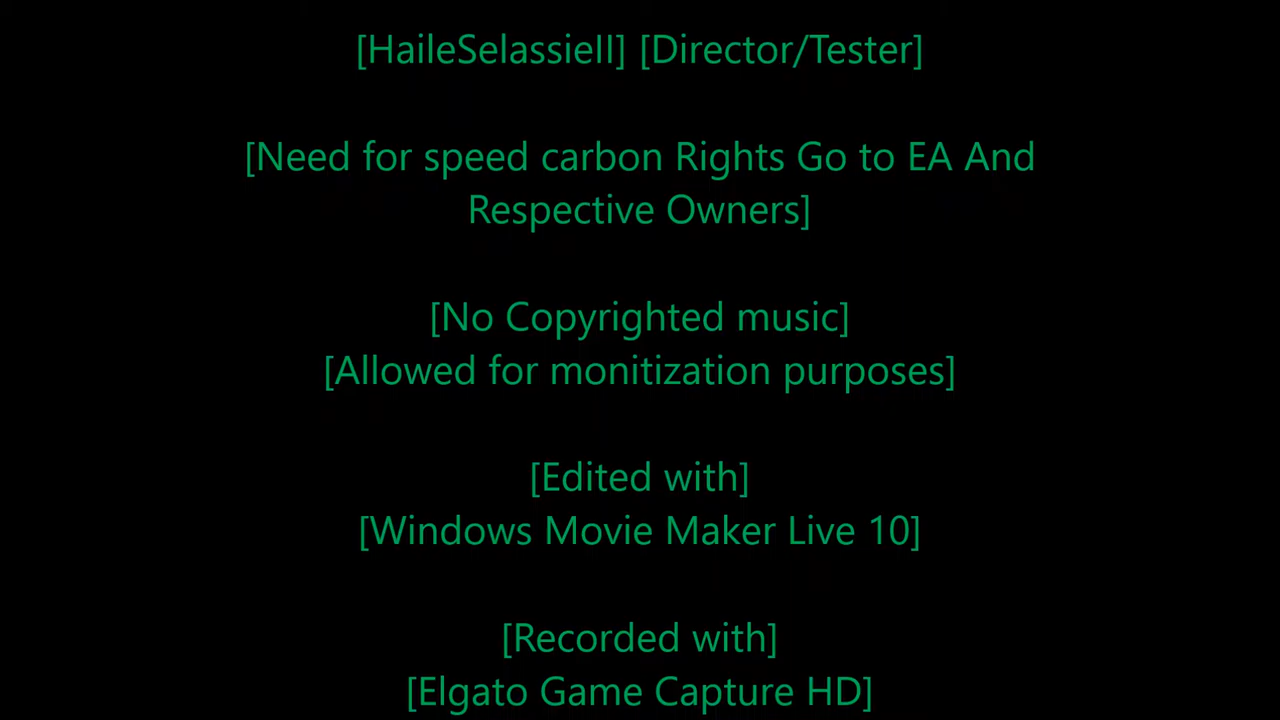 [HaileSelassieII] [Director/Tester]
[Need for speed carbon Rights Go to EA And
Respective Owners]
[No Copyrighted music]
[Allowed for monitization purposes]
[Edited with]
[Windows Movie Maker Live 10]
[Recorded with]
[Elgato Game Capture HD]